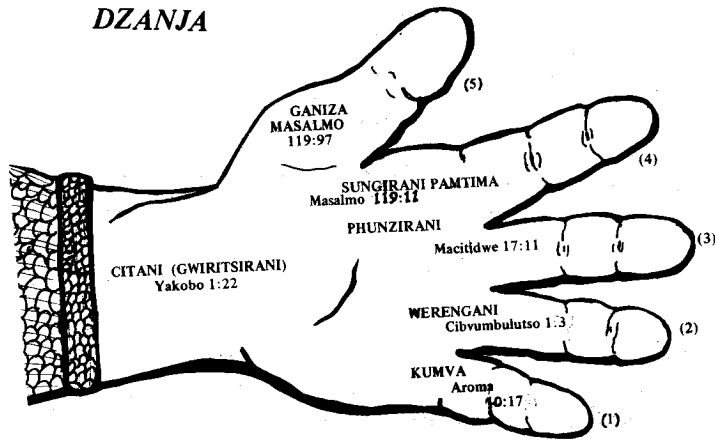 DZANJA
(5)
GANIZA
MASALMO
119:97
(4)
SUNGIRANI PAMTIMA
Masalmo 119:11
PHUNZIRANI
Macitidwe 17:11
(3)
CITANI (GWIRITSIRANI)
Yakobo 1:22
WERENGANI
Cibvumbulutso 1:3
(2)
KUMVA
Aroma
10:17
(1)